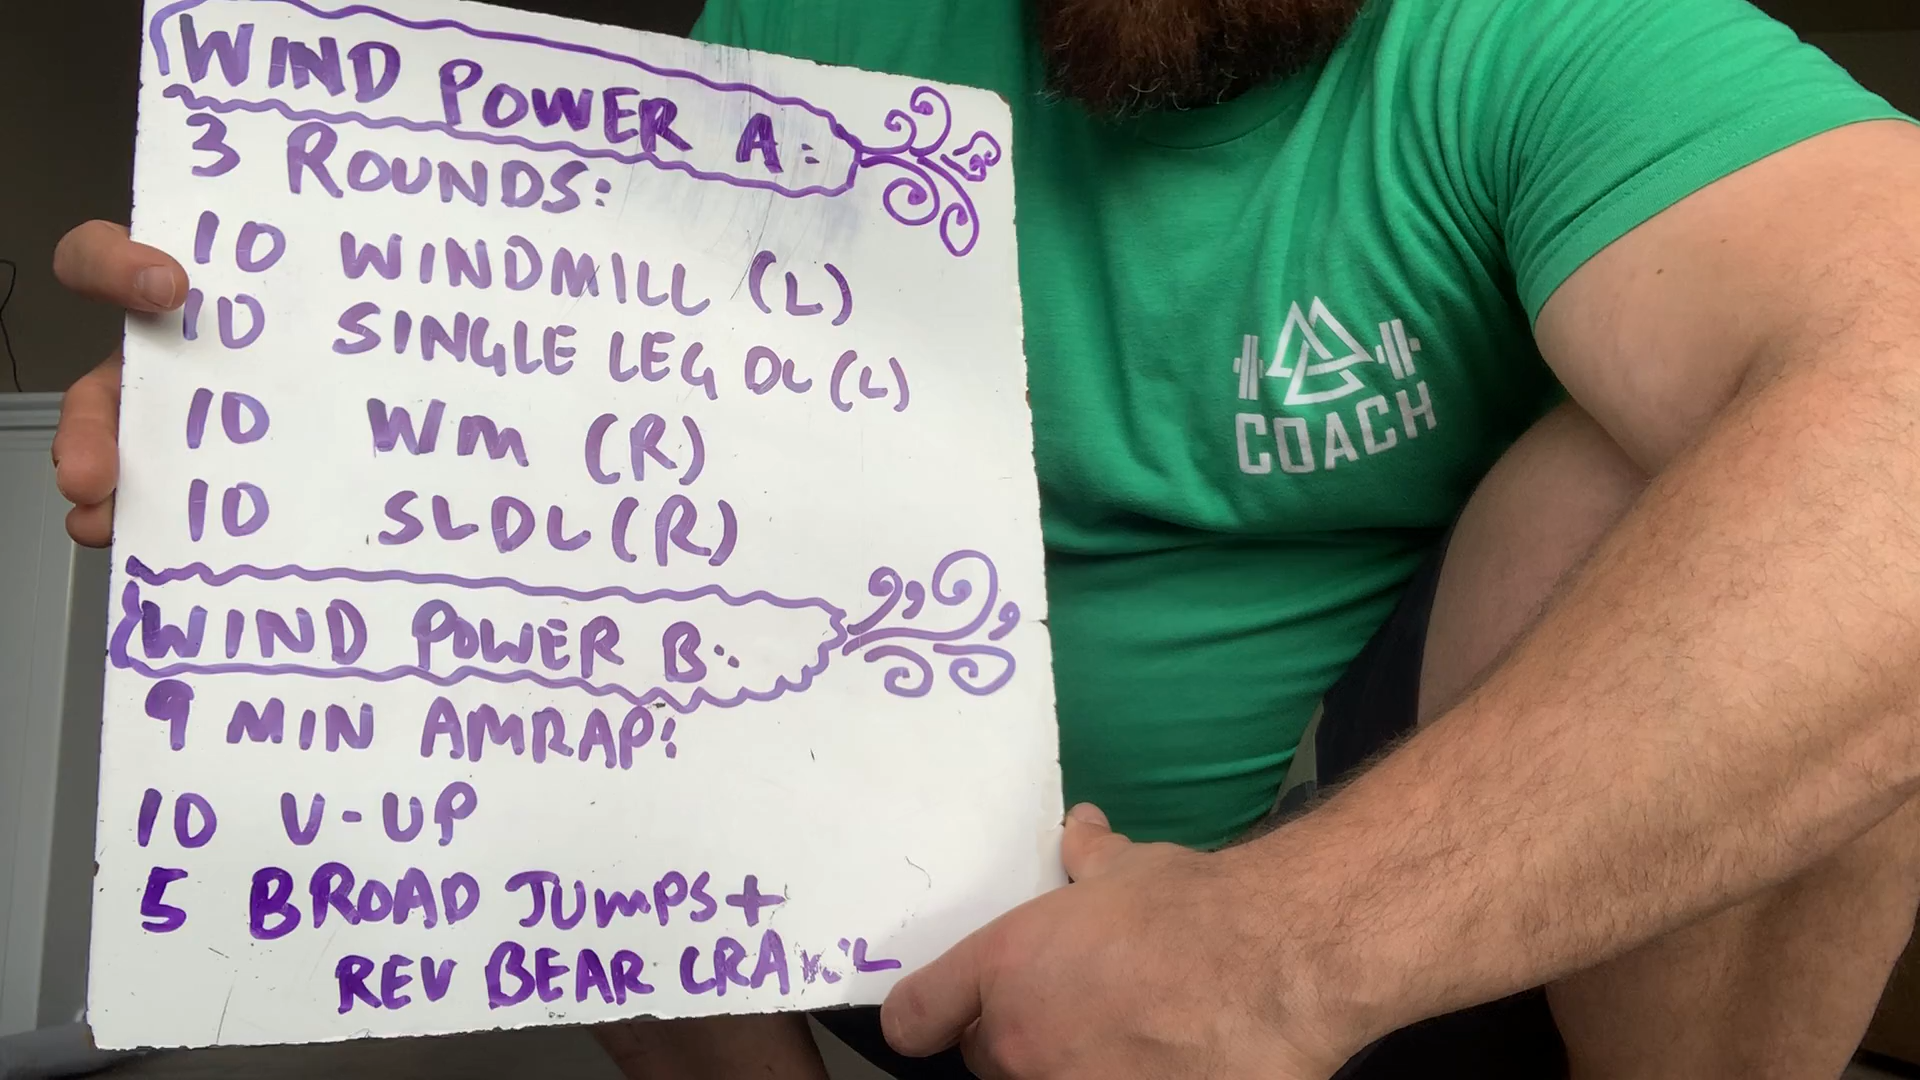 WIND POWER A:
3 ROUNDS:
10 WINDMILL (L)
10 SINGLE LEG DL (L)
10 WM (R)
10 SLDL (R)
WIND POWER B:
9 MIN AMRAP:
10 V-UP
5 BROAD JUMPS +
REV BEAR CRAWL
COACH